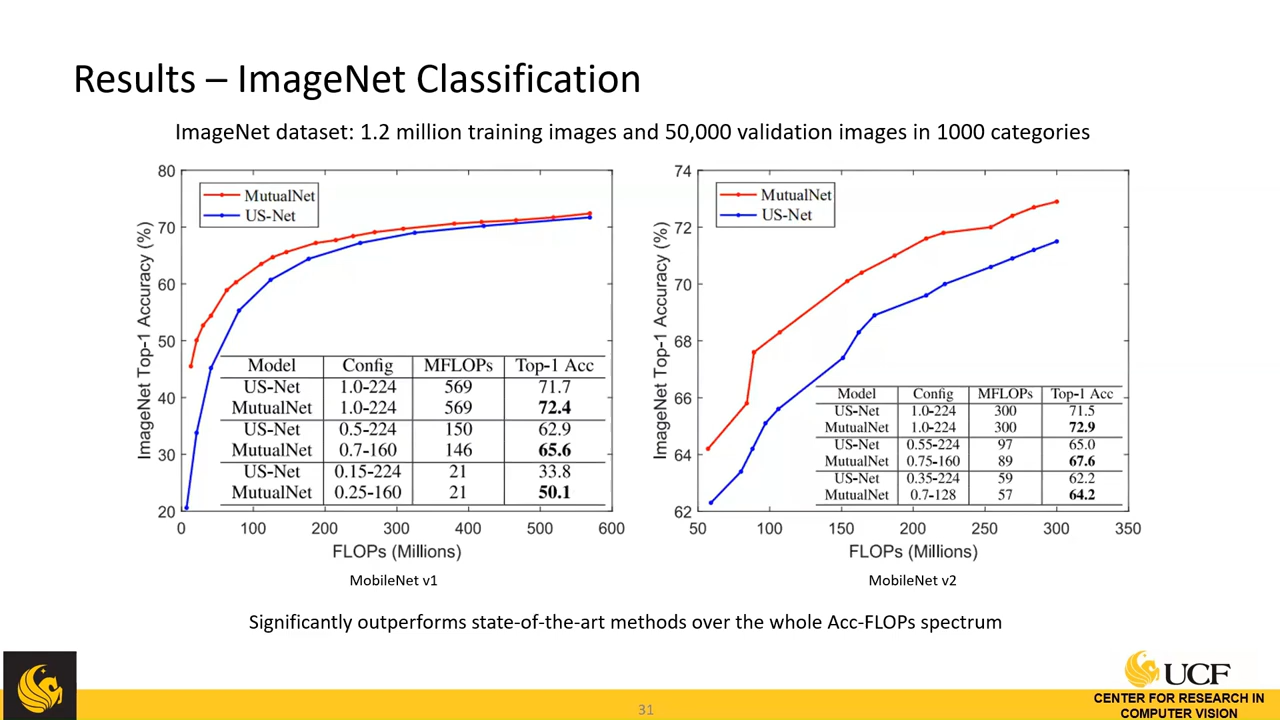 Results – ImageNet Classification
ImageNet dataset: 1.2 million training images and 50,000 validation images in 1000 categories
80
70
60
50
40
30
20
ImageNet Top-1 Accuracy (%)
MutualNet
US-Net
Model Config MFLOPs Top-1 Acc
US-Net 1.0-224 569 71.7
MutualNet 1.0-224 569 72.4
US-Net 0.5-224 150 62.9
MutualNet 0.7-160 146 65.6
US-Net 0.15-224 21 33.8
MutualNet 0.25-160 21 50.1
0 100 200 300 400 500 600
FLOPs (Millions)
MobileNet v1
74
72
70
68
66
64
62
ImageNet Top-1 Accuracy (%)
MutualNet
US-Net
Model Config MFLOPs Top-1 Acc
US-Net 1.0-224 300 71.5
MutualNet 1.0-224 300 72.9
US-Net 0.55-224 97 65.0
MutualNet 0.75-160 89 67.6
US-Net 0.35-224 59 62.2
MutualNet 0.7-128 57 64.2
50 100 150 200 250 300 350
FLOPs (Millions)
MobileNet v2
Significantly outperforms state-of-the-art methods over the whole Acc-FLOPs spectrum
31
UCF
CENTER FOR RESEARCH IN
COMPUTER VISION